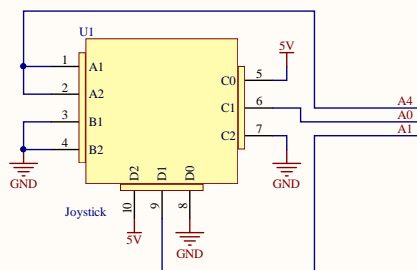 U1
5V
1 A1 C0 5
2 A2 C1 6 A4
A0
3 B1 C2 7 A1
4 B2
GND GND
D2 D1 D0
Joystick 10 9 8
5V GND